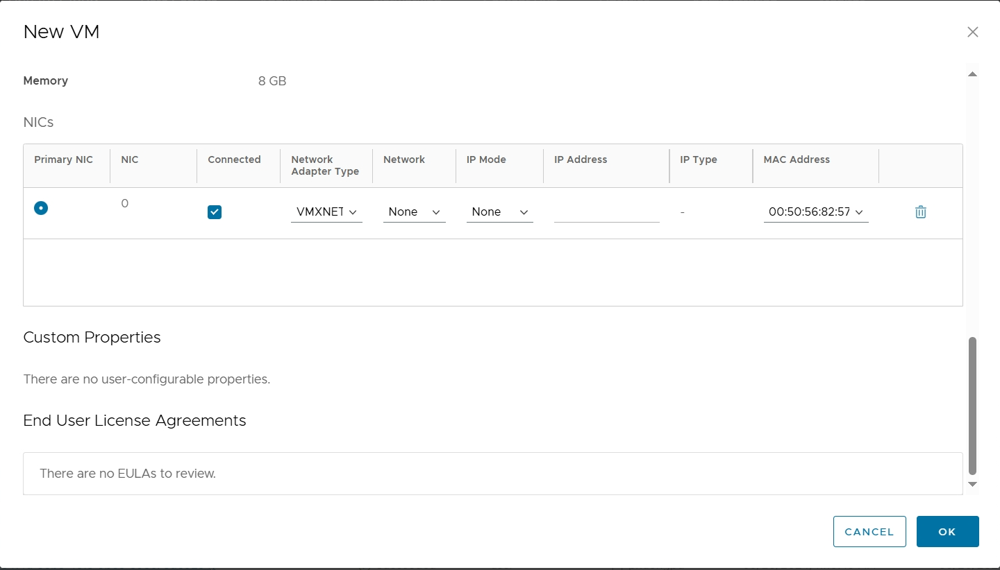 New VM
Memory 8 GB
NICs
Primary NIC NIC Connected Network Adapter Type Network IP Mode IP Address IP Type MAC Address
0 VMXNET None None - 00:50:56:82:57
Custom Properties
There are no user-configurable properties.
End User License Agreements
There are no EULAs to review.
CANCEL OK